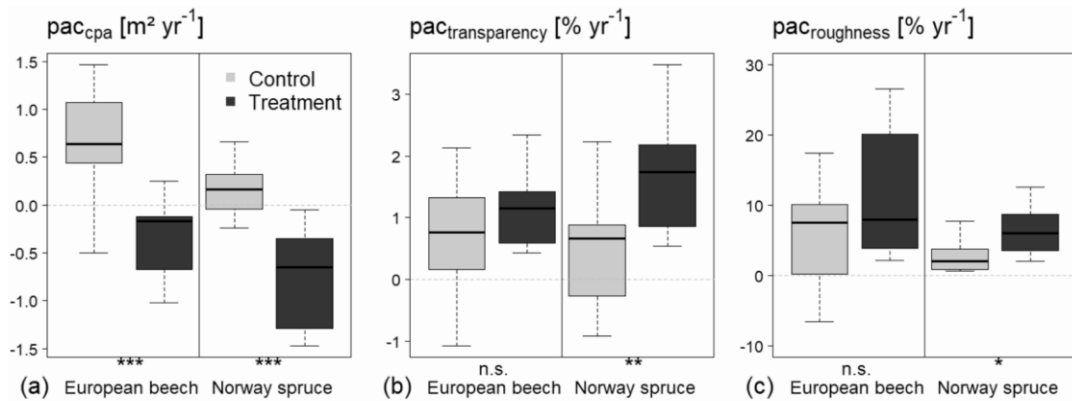 pac_cpa [m² yr⁻¹]
1.5
1.0
0.5
0.0
-0.5
-1.0
-1.5
Control
Treatment
*** ***
(a) European beech Norway spruce
pac_transparency [% yr⁻¹]
3
2
1
0
-1
n.s. **
(b) European beech Norway spruce
pac_roughness [% yr⁻¹]
30
20
10
0
-10
n.s. *
(c) European beech Norway spruce